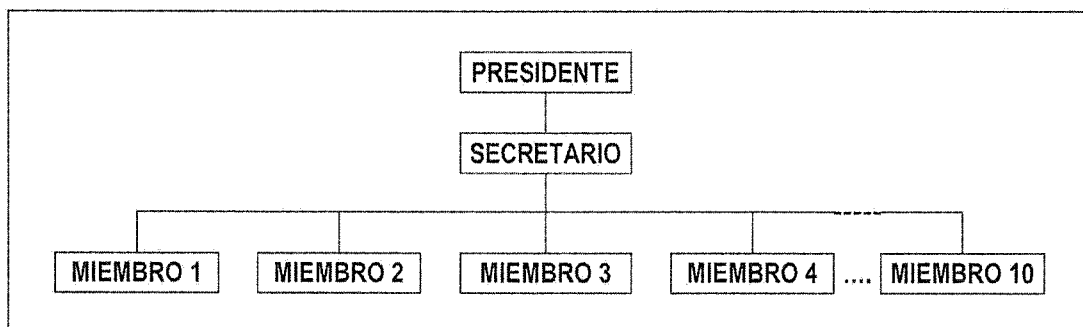 PRESIDENTE
SECRETARIO
MIEMBRO 1 MIEMBRO 2 MIEMBRO 3 MIEMBRO 4 .... MIEMBRO 10